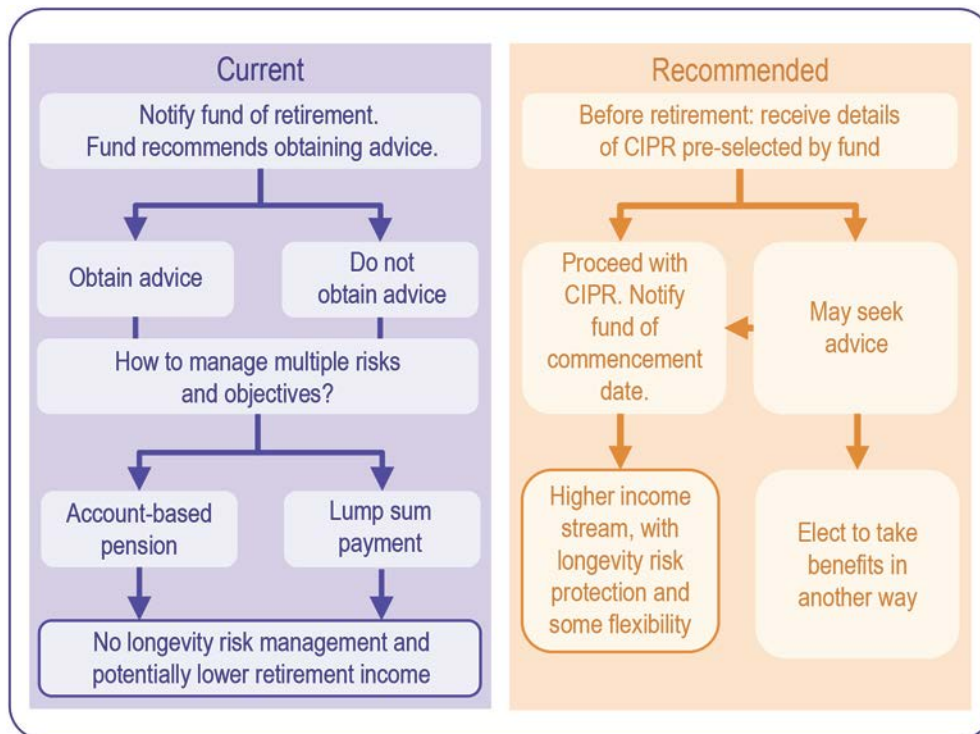 Current
Notify fund of retirement.
Fund recommends obtaining advice.
Obtain advice
Do not
obtain advice
How to manage multiple risks
and objectives?
Account-based
pension
Lump sum
payment
No longevity risk management and
potentially lower retirement income
Recommended
Before retirement: receive details
of CIPR pre-selected by fund
Proceed with
CIPR. Notify
fund of
commencement
date.
May seek
advice
Higher income
stream, with
longevity risk
protection and
some flexibility
Elect to take
benefits in
another way